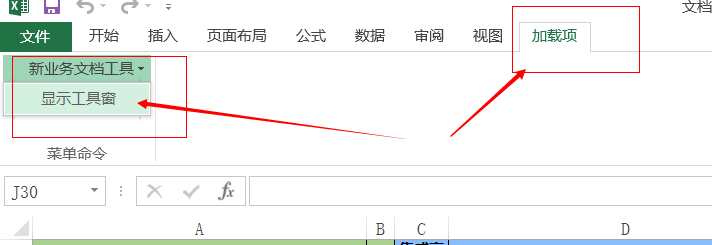 文档
文件 开始 插入 页面布局 公式 数据 审阅 视图 加载项
新业务文档工具
显示工具窗
菜单命令
J30 fx
A B C D